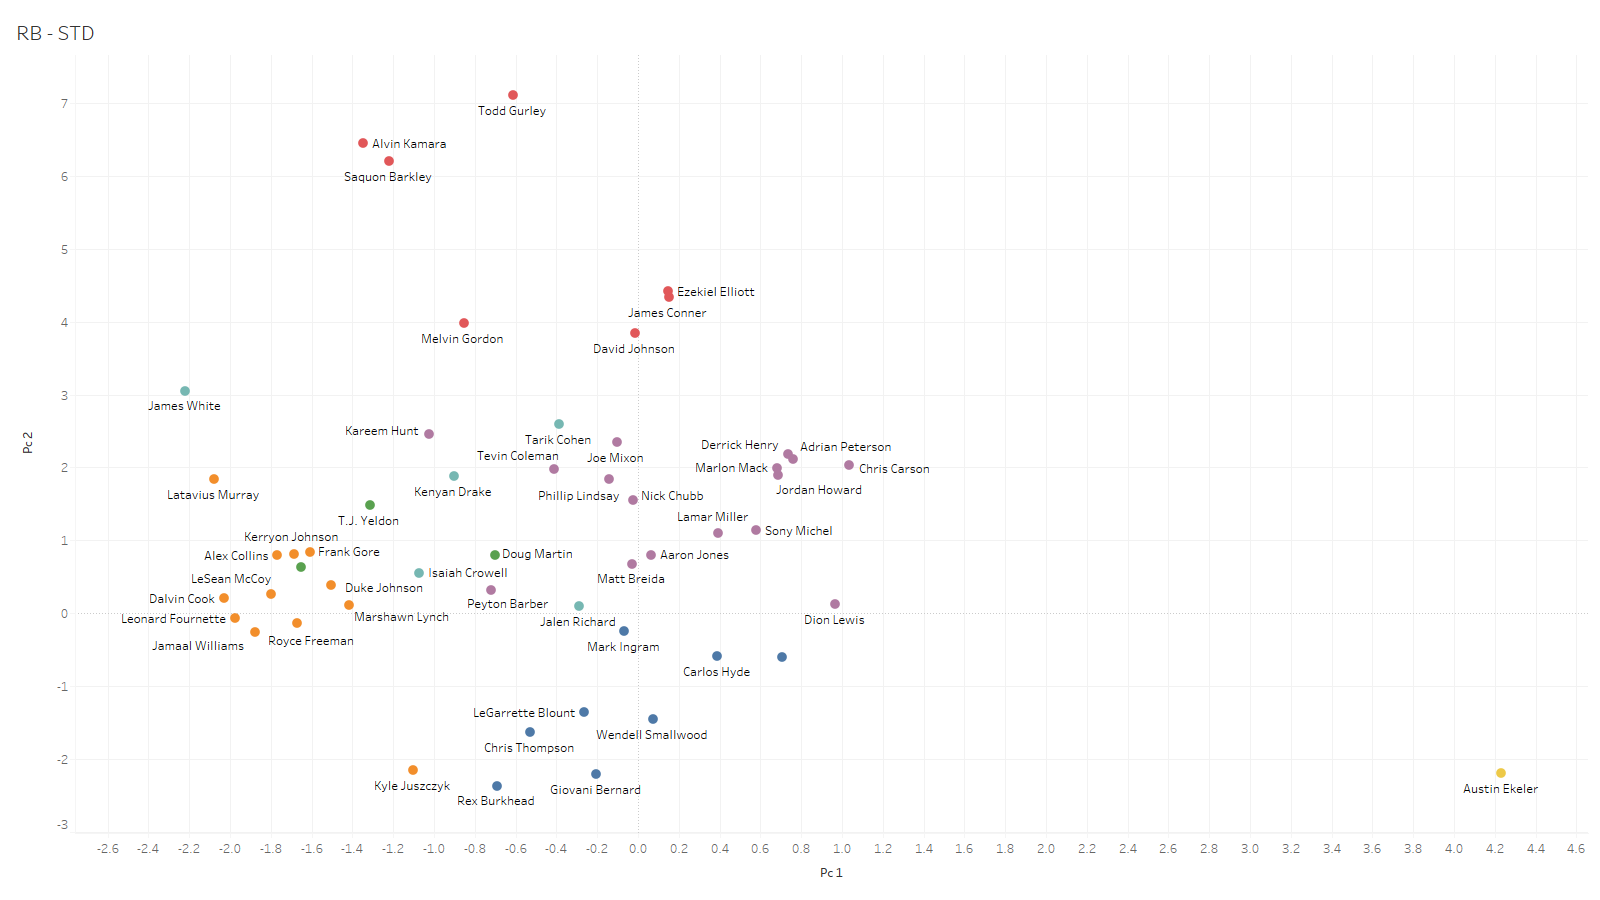 RB - STD
7
Todd Gurley
Alvin Kamara
Saquon Barkley
6
5
Ezekiel Elliott
James Conner
4
Melvin Gordon
David Johnson
3
James White
Kareem Hunt
Tarik Cohen
Tevin Coleman
Joe Mixon
Derrick Henry
Adrian Peterson
Pc 2
2
Marlon Mack
Chris Carson
Latavius Murray
Kenyan Drake
Phillip Lindsay
Nick Chubb
Jordan Howard
T.J. Yeldon
Lamar Miller
Sony Michel
1
Kerryon Johnson
Alex Collins
Frank Gore
Doug Martin
Aaron Jones
LeSean McCoy
Isaiah Crowell
Matt Breida
Duke Johnson
Dalvin Cook
Peyton Barber
0
Leonard Fournette
Marshawn Lynch
Jalen Richard
Dion Lewis
Jamaal Williams
Royce Freeman
Mark Ingram
Carlos Hyde
-1
LeGarrette Blount
Wendell Smallwood
Chris Thompson
-2
Kyle Juszczyk
Rex Burkhead
Giovani Bernard
Austin Ekeler
-3
-2.6 -2.4 -2.2 -2.0 -1.8 -1.6 -1.4 -1.2 -1.0 -0.8 -0.6 -0.4 -0.2 0.0 0.2 0.4 0.6 0.8 1.0 1.2 1.4 1.6 1.8 2.0 2.2 2.4 2.6 2.8 3.0 3.2 3.4 3.6 3.8 4.0 4.2 4.4 4.6
Pc 1